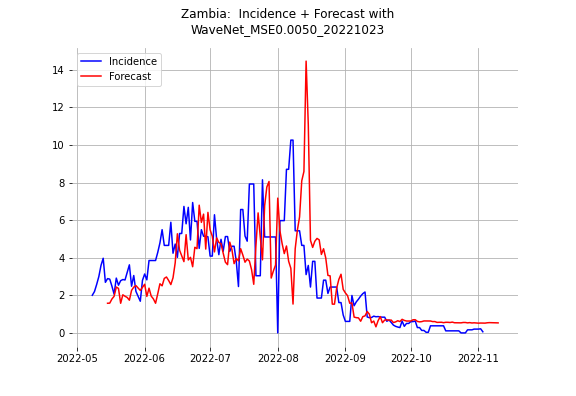 Zambia:  Incidence + Forecast with
WaveNet_MSE0.0050_20221023
Incidence
Forecast
14
12
10
8
6
4
2
0
2022-05 2022-06 2022-07 2022-08 2022-09 2022-10 2022-11